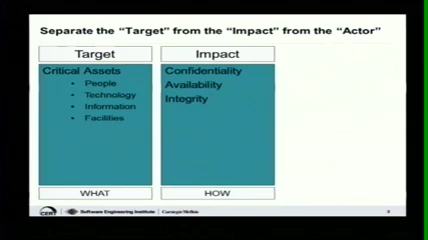 Separate the "Target" from the "Impact" from the "Actor"
Target
Critical Assets
• People
• Technology
• Information
• Facilities
WHAT
Impact
Confidentiality
Availability
Integrity
HOW
CERT
Software Engineering Institute
Carnegie Mellon